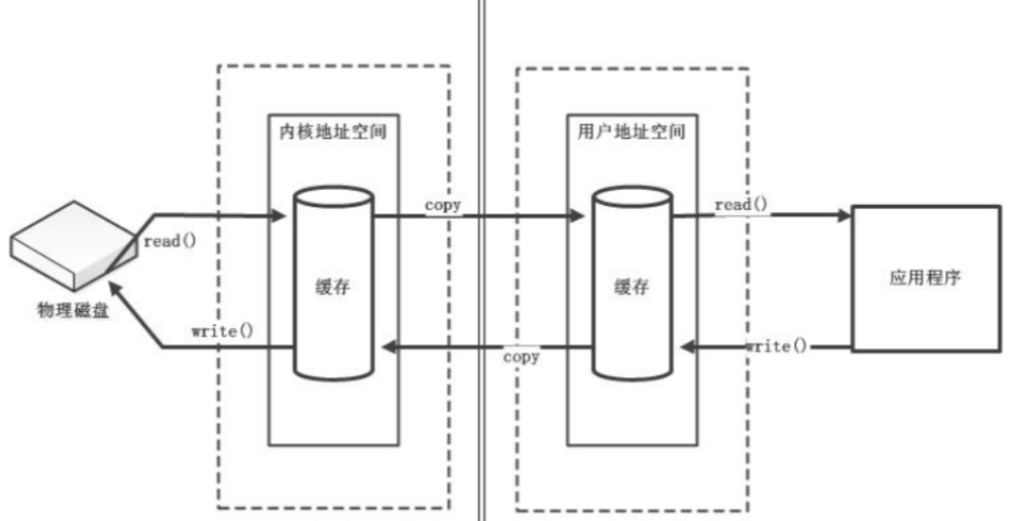 内核地址空间
用户地址空间
copy
read()
read()
缓存
缓存
应用程序
物理磁盘
write()
copy
write()